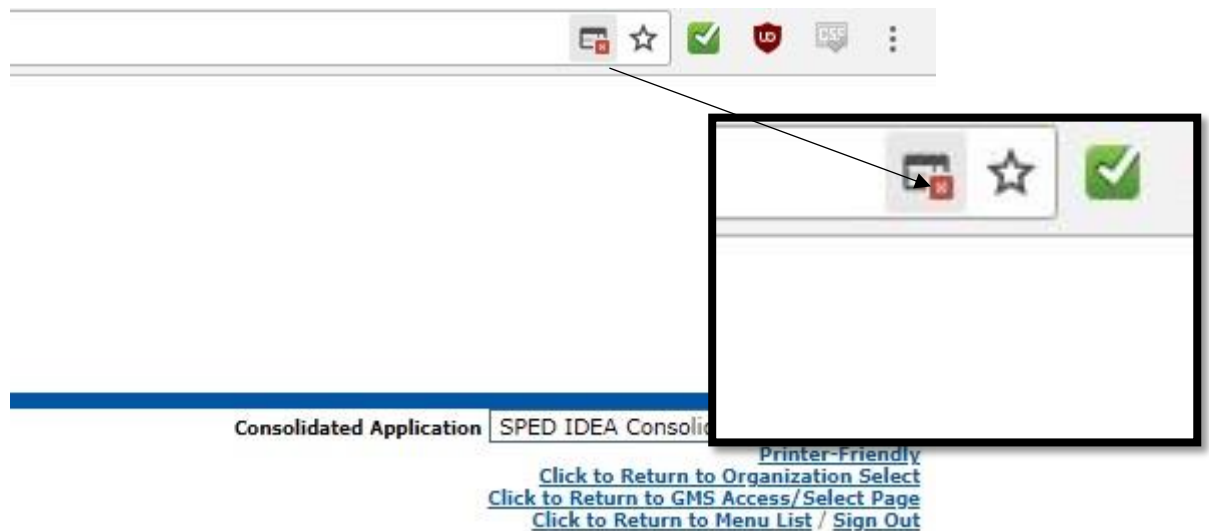 Consolidated Application SPED IDEA Consolid
Printer-Friendly
Click to Return to Organization Select
Click to Return to GMS Access/Select Page
Click to Return to Menu List / Sign Out